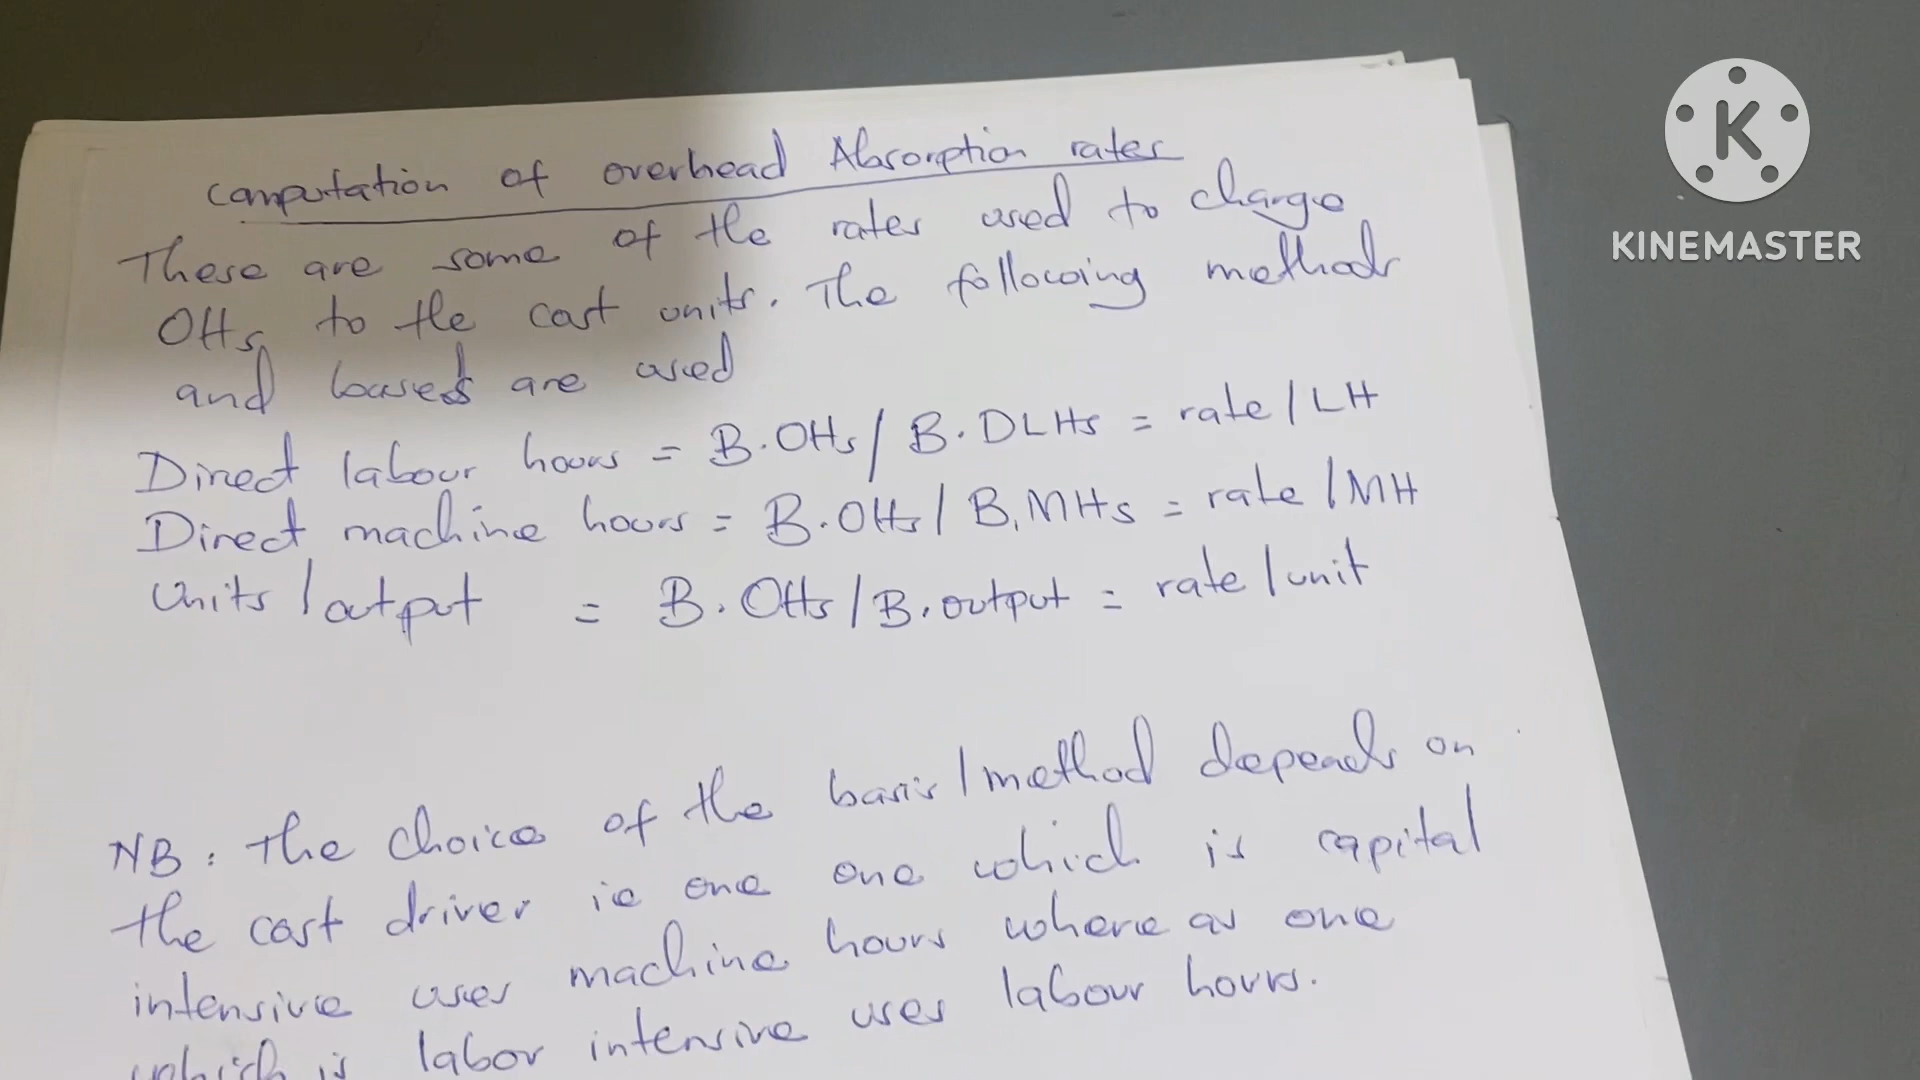 Computation of overhead Absorption rates
These are some of the rates used to charge
OHs, to the cost units. The following methods
and bases are used
Direct labour hours = B.OHs/ B.DLHs = rate/LH
Direct machine hours = B.OHs/ B.MHs = rate/MH
Units/output = B.OHs/B.output = rate/unit
NB: The choice of the basis/method depends on
the cost driver ie one one which is capital
intensive uses machine hours where as one
which is labor intensive uses labour hours.
K
KINEMASTER